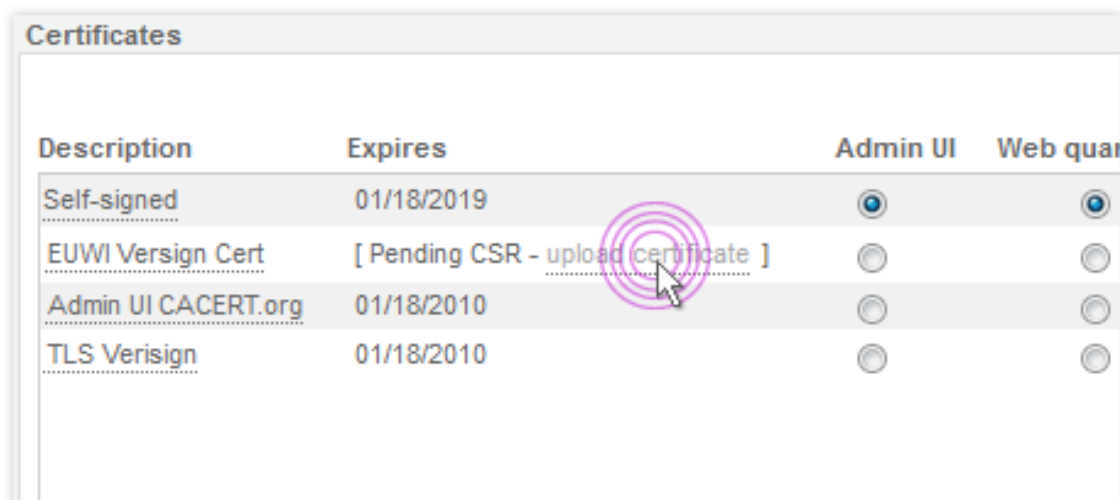 Certificates
Description Expires Admin UI Web quar
Self-signed 01/18/2019
EUWI Versign Cert [ Pending CSR - upload certificate ]
Admin UI CACERT.org 01/18/2010
TLS Verisign 01/18/2010